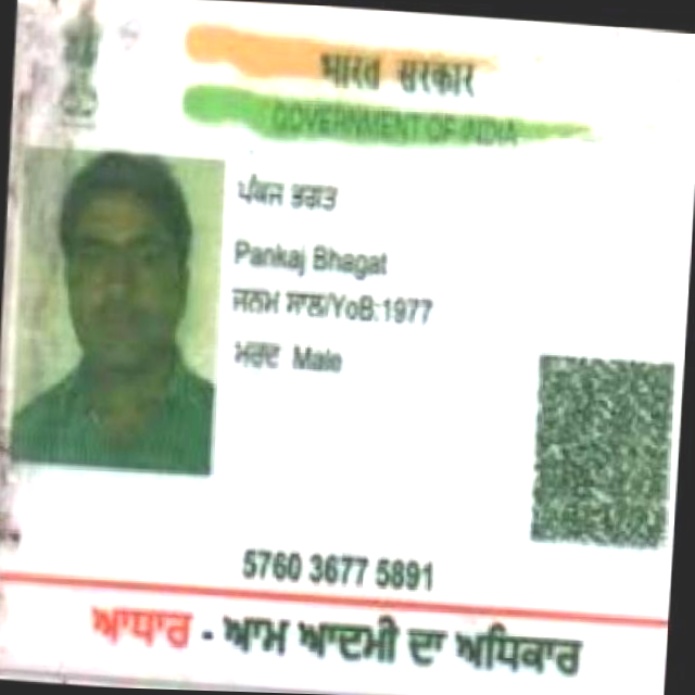 भारत सरकार
GOVERNMENT OF INDIA
ਪੰਕਜ ਭਗਤ
Pankaj Bhagat
ਜਨਮ ਸਾਲ/YoB:1977
ਮਰਦ Male
5760 3677 5891
ਆਧਾਰ - ਆਮ ਆਦਮੀ ਦਾ ਅਧਿਕਾਰ